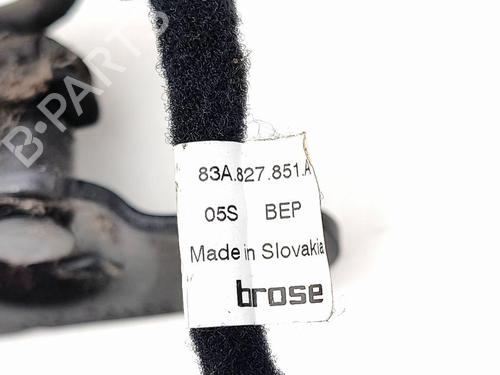 B-PARTS
83A.827.851.A
05S BEP
Made in Slovakia
brose